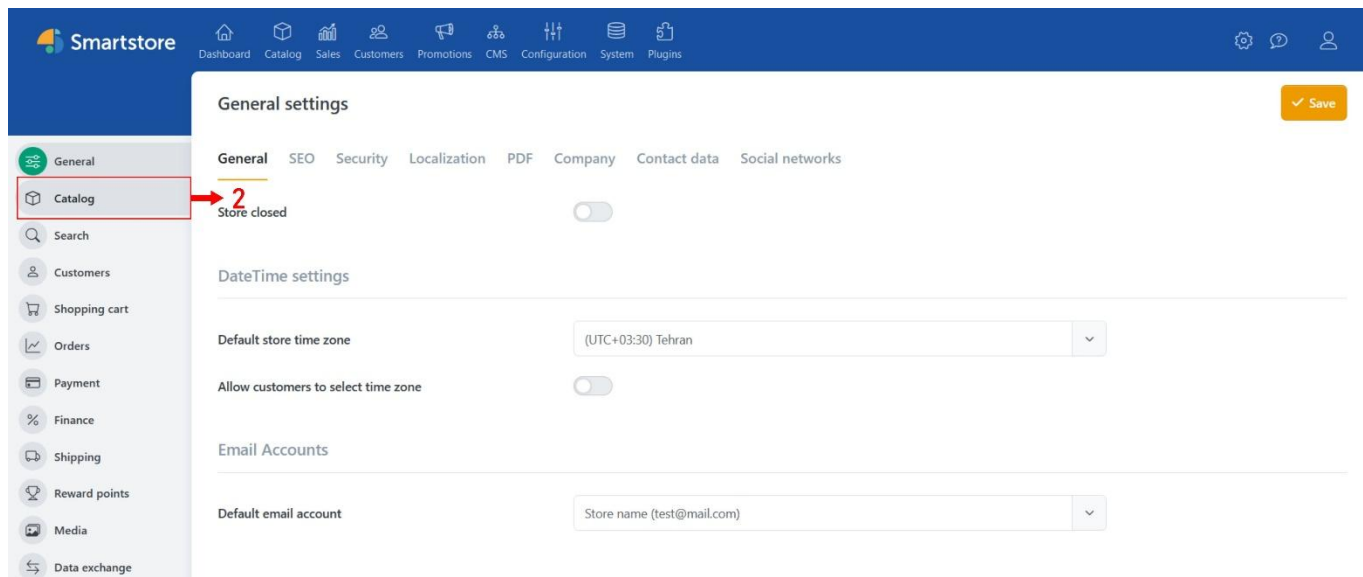 Smartstore
Dashboard Catalog Sales Customers Promotions CMS Configuration System Plugins
General settings
Save
General
Catalog
Search
Customers
Shopping cart
Orders
Payment
Finance
Shipping
Reward points
Media
Data exchange
2
General SEO Security Localization PDF Company Contact data Social networks
Store closed
DateTime settings
Default store time zone (UTC+03:30) Tehran
Allow customers to select time zone
Email Accounts
Default email account Store name (test@mail.com)